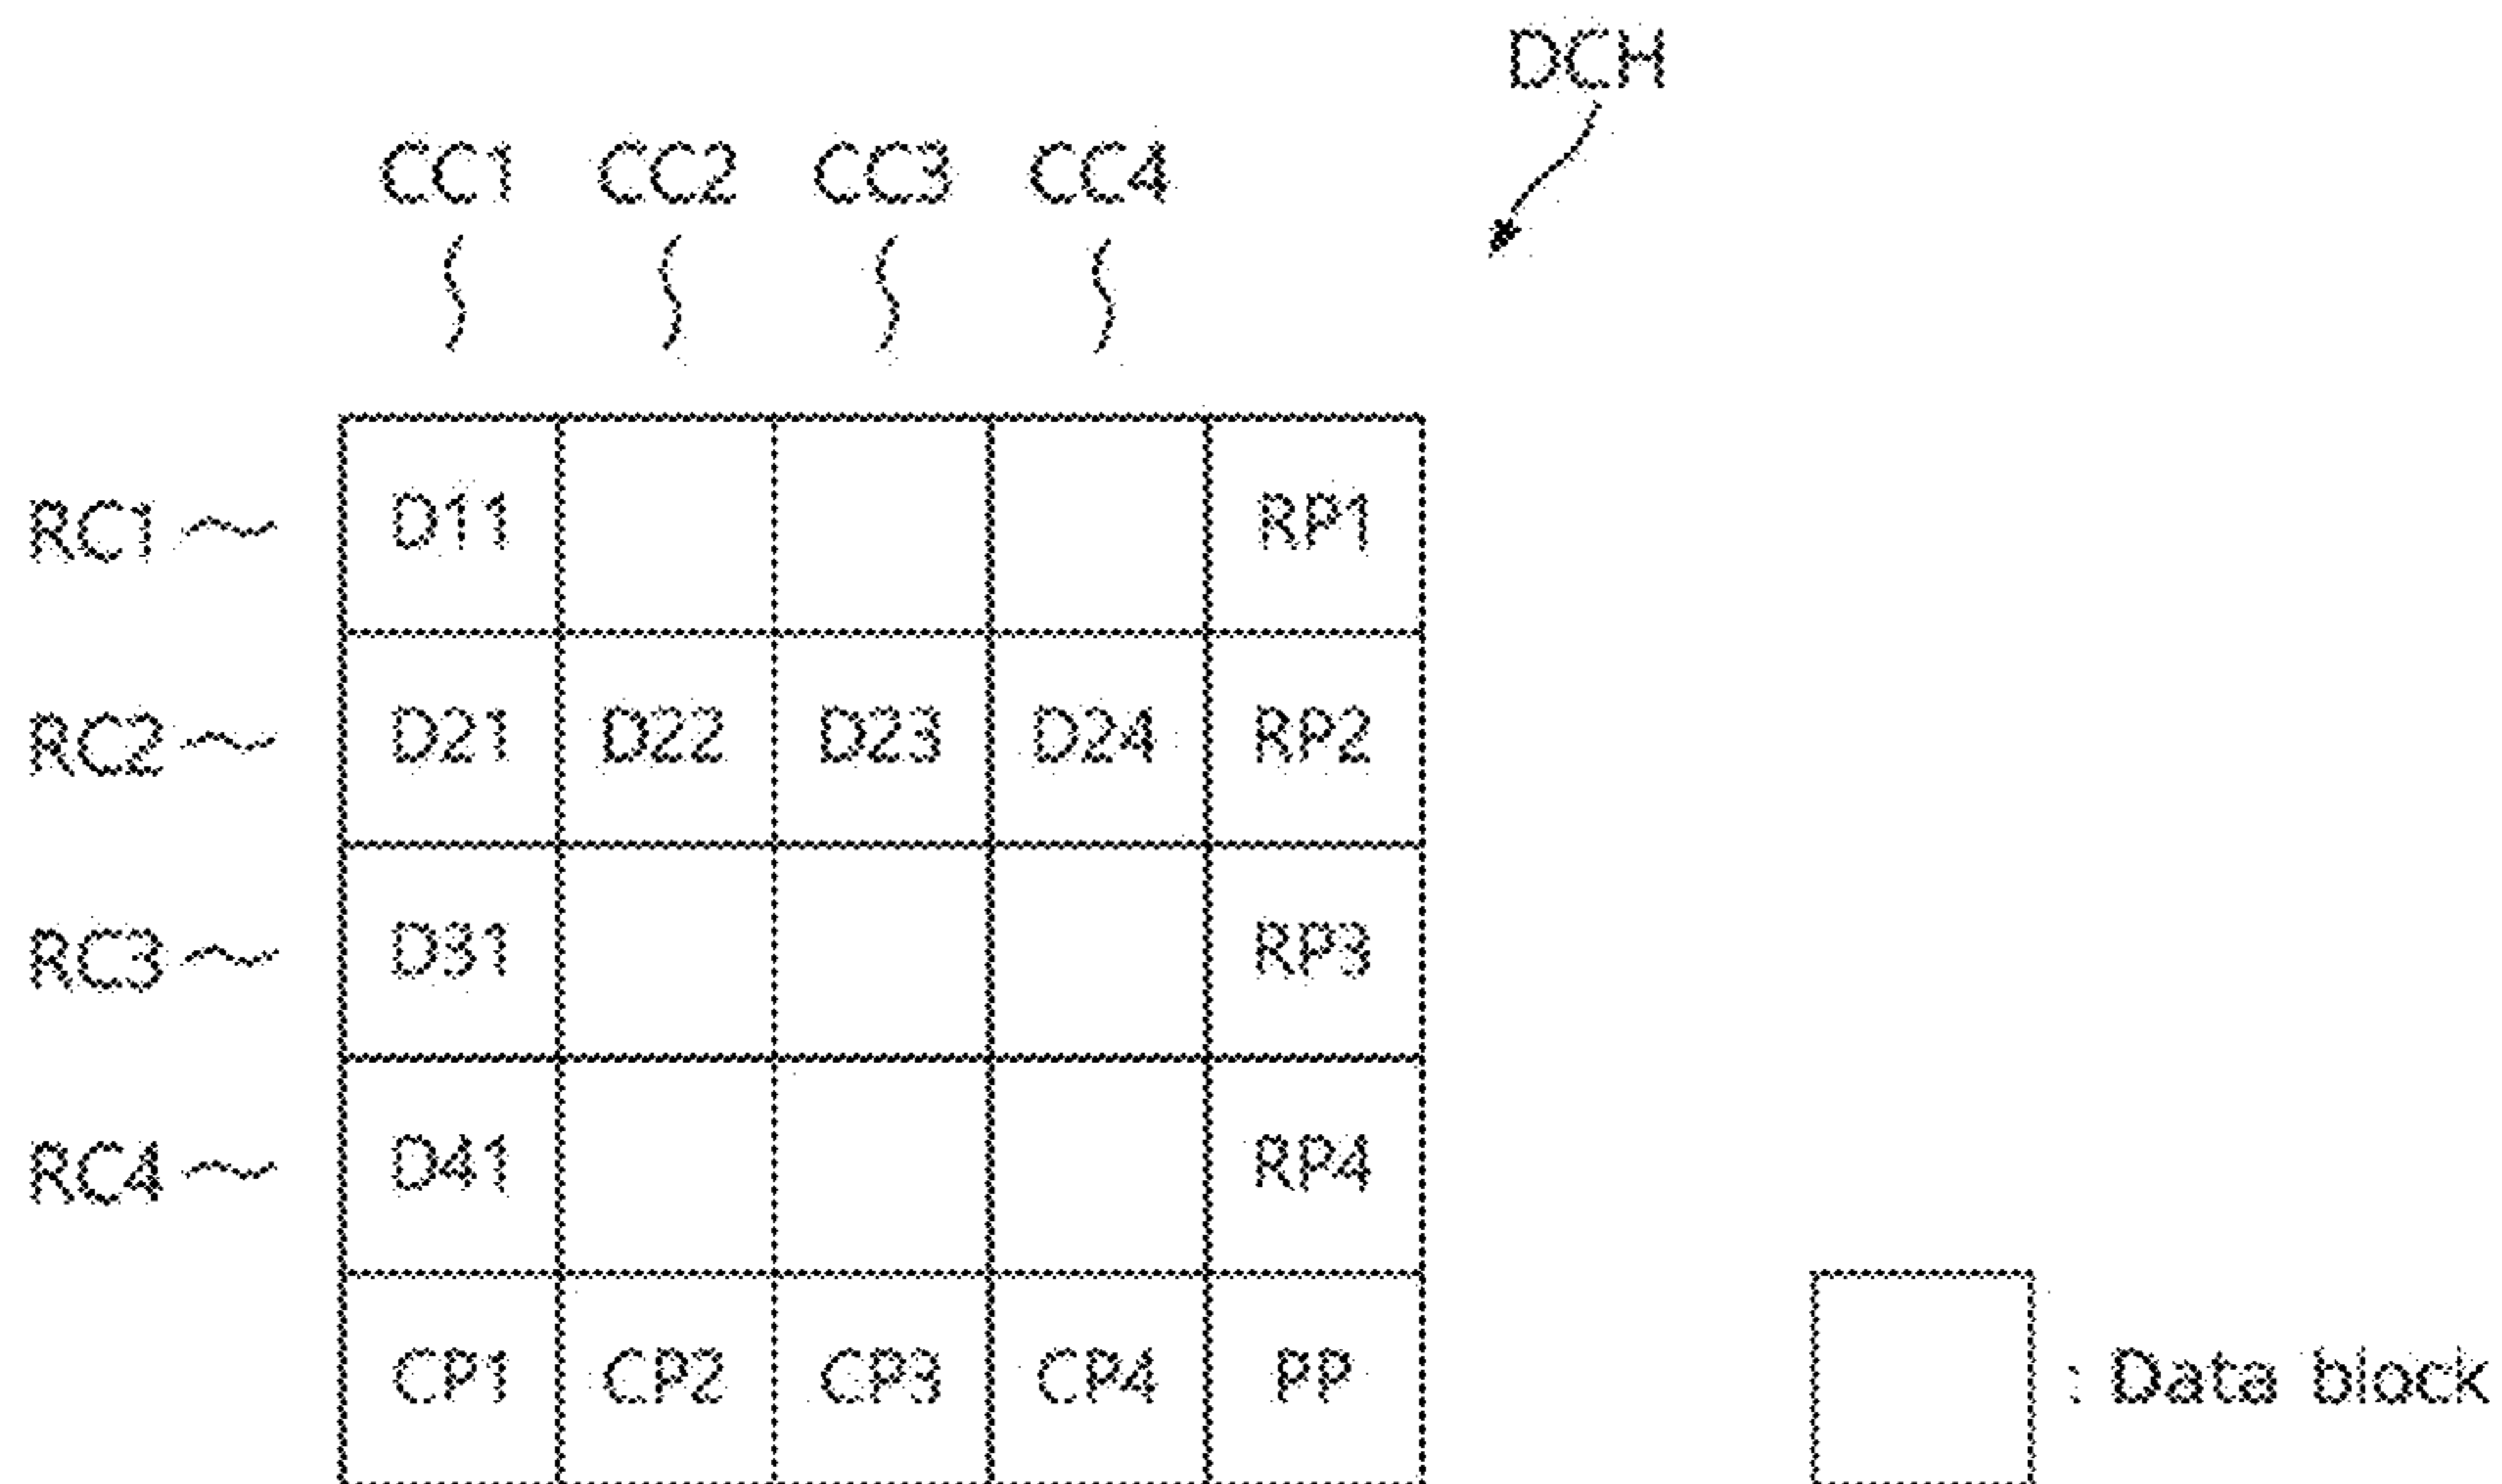 DCH
CC1 CC2 CC3 CC4
RC1 D11 RP1
RC2 D21 D22 D23 D24 RP2
RC3 D31 RP3
RC4 D41 RP4
CP1 CP2 CP3 CP4 PP : Data block